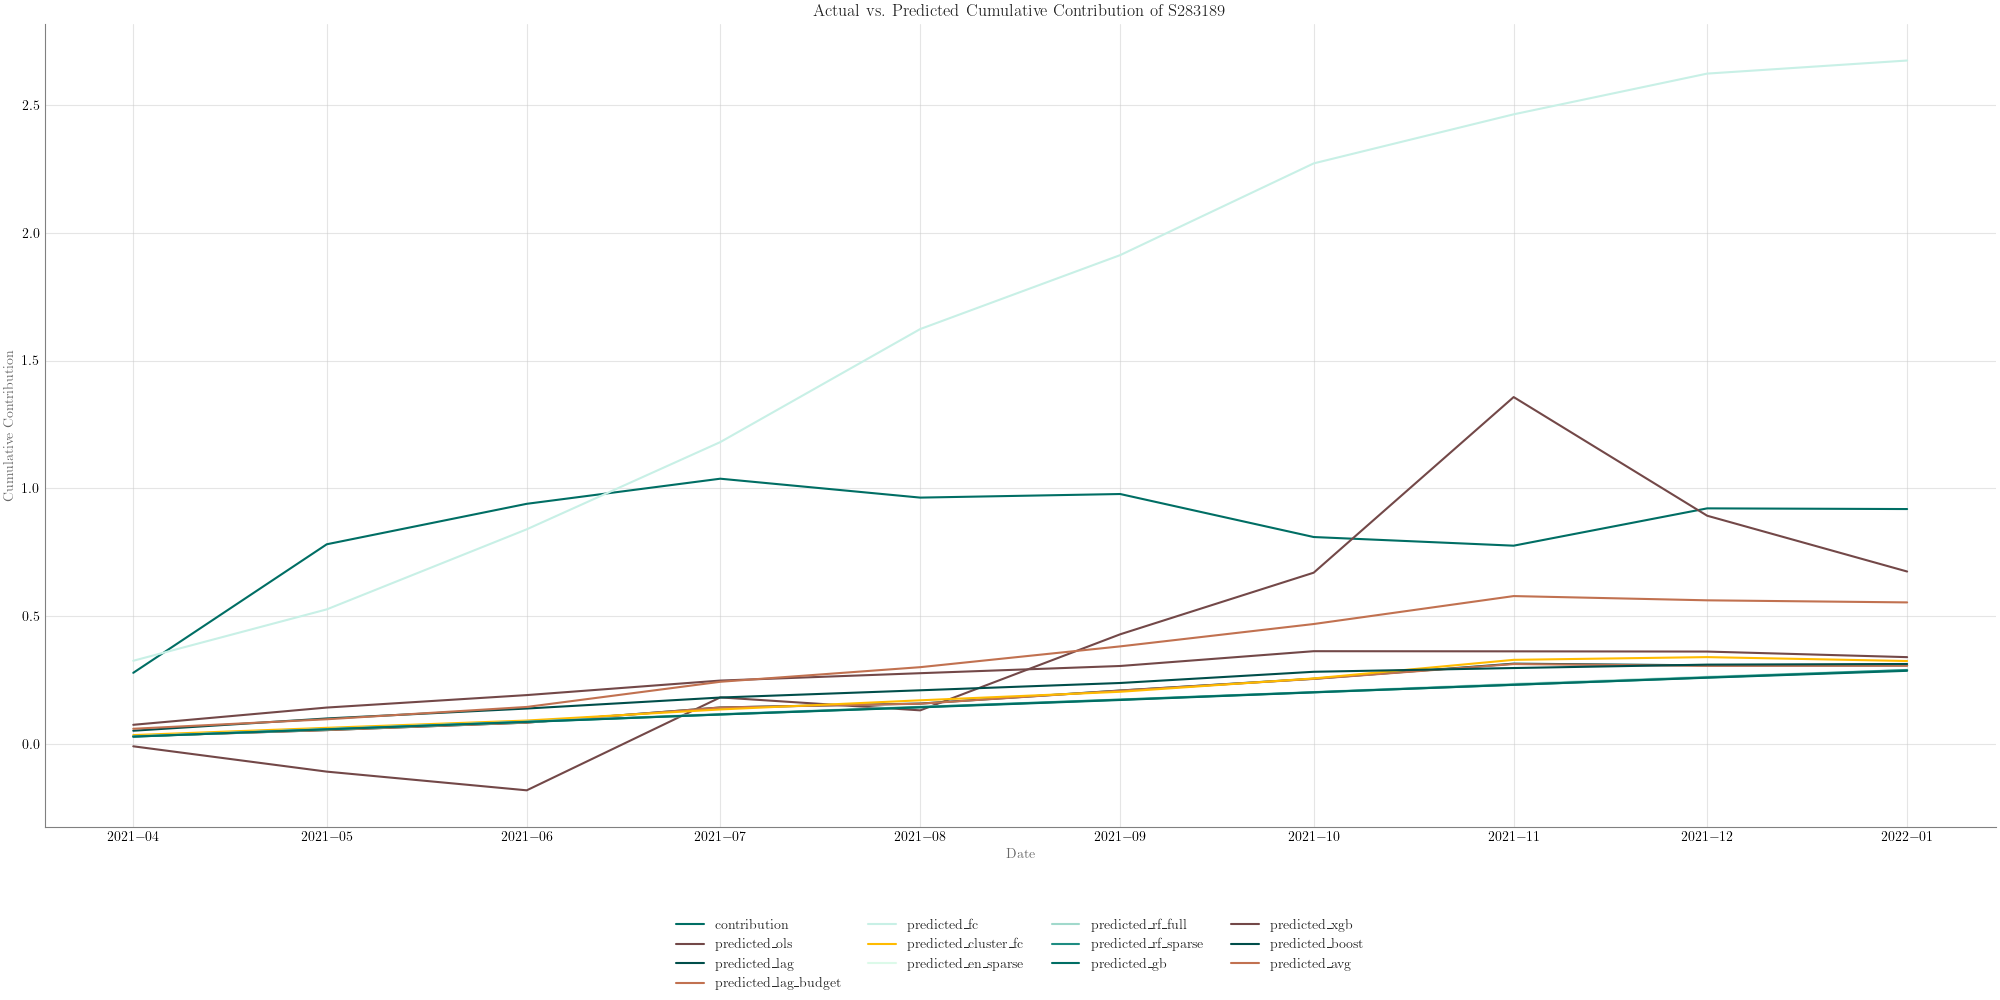 Actual vs. Predicted Cumulative Contribution of S283189
Cumulative Contribution
2.5
2.0
1.5
1.0
0.5
0.0
2021−04 2021−05 2021−06 2021−07 2021−08 2021−09 2021−10 2021−11 2021−12 2022−01
Date
contribution predicted_fc predicted_rf_full predicted_xgb
predicted_ols predicted_cluster_fc predicted_rf_sparse predicted_boost
predicted_lag predicted_en_sparse predicted_gb predicted_avg
predicted_lag_budget